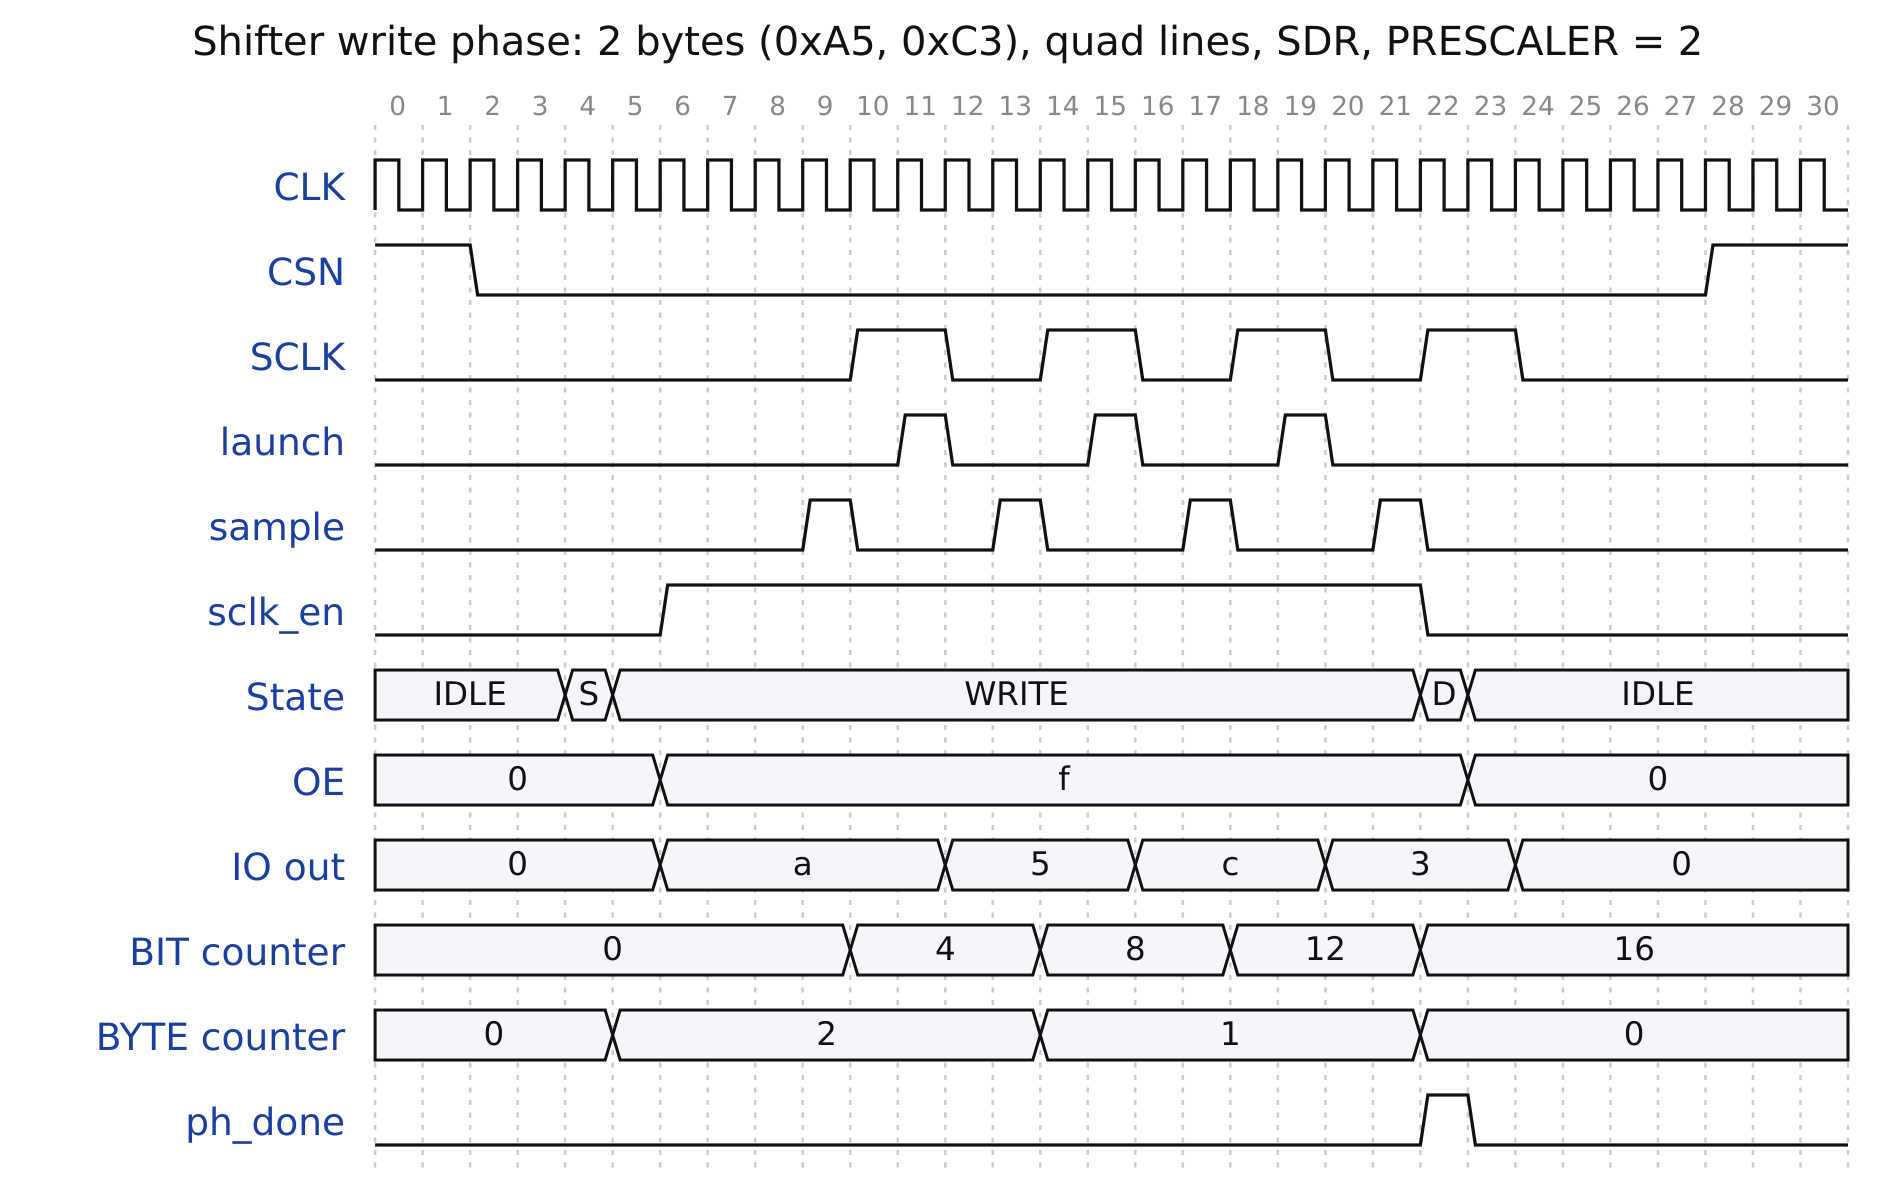 Shifter write phase: 2 bytes (0xA5, 0xC3), quad lines, SDR, PRESCALER = 2
0 1 2 3 4 5 6 7 8 9 10 11 12 13 14 15 16 17 18 19 20 21 22 23 24 25 26 27 28 29 30
CLK
CSN
SCLK
launch
sample
sclk_en
State IDLE S WRITE D IDLE
OE 0 f 0
IO out 0 a 5 c 3 0
BIT counter 0 4 8 12 16
BYTE counter 0 2 1 0
ph_done